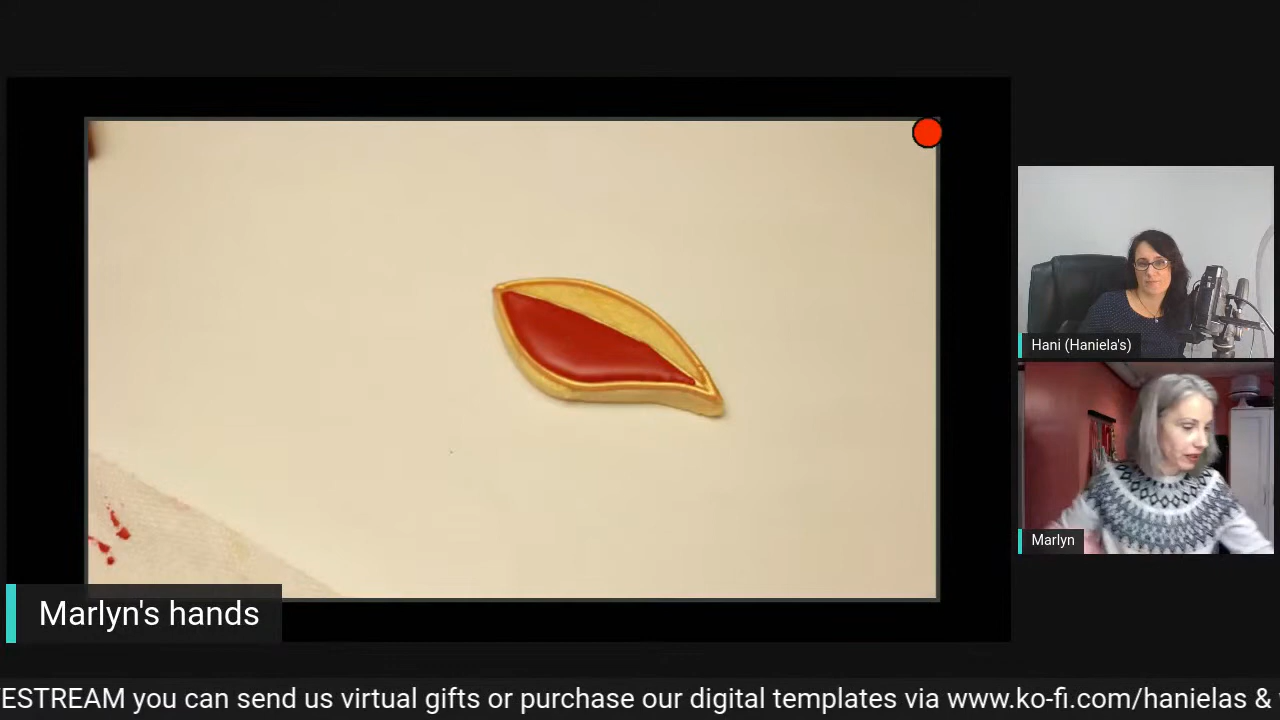 Hani (Haniela's)
Marlyn
Marlyn's hands
ESTREAM you can send us virtual gifts or purchase our digital templates via www.ko-fi.com/hanielas &